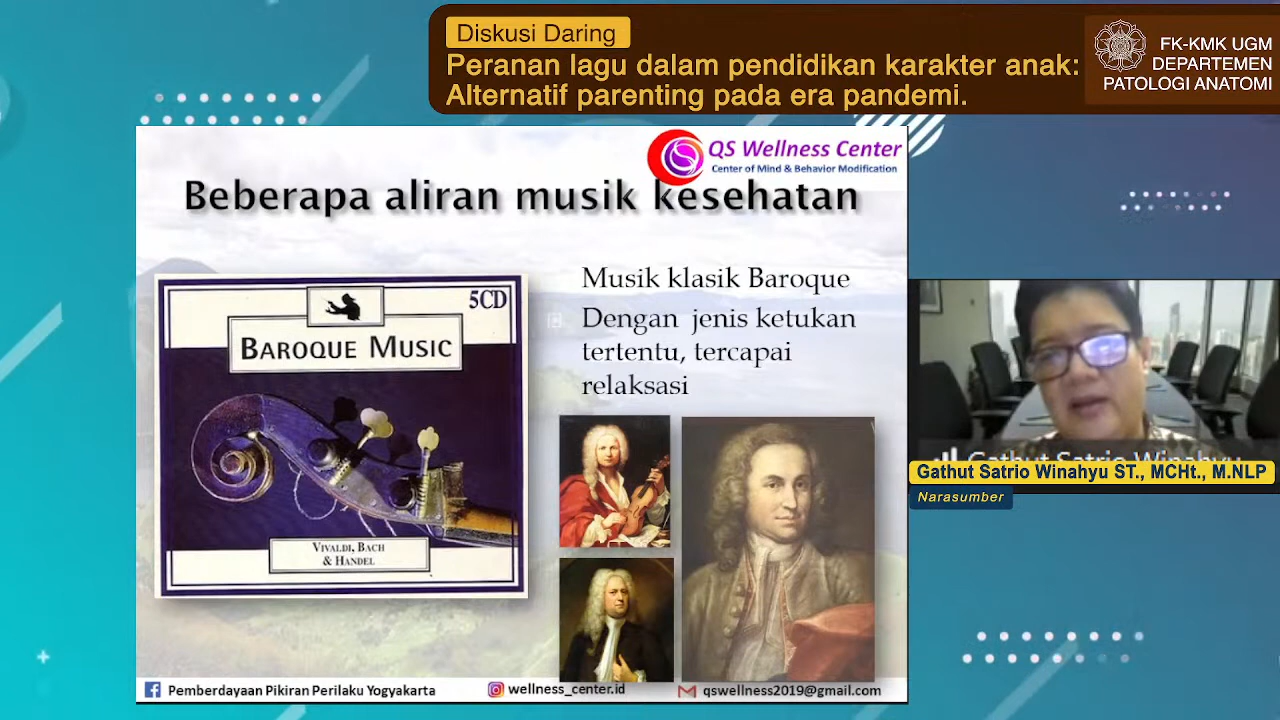 Diskusi Daring
Peranan lagu dalam pendidikan karakter anak:
Alternatif parenting pada era pandemi.
FK-KMK UGM
DEPARTEMEN
PATOLOGI ANATOMI
QS Wellness Center
Center of Mind & Behavior Modification
Beberapa aliran musik kesehatan
5CD
BAROQUE MUSIC
VIVALDI, BACH
& HANDEL
Musik klasik Baroque
Dengan jenis ketukan
tertentu, tercapai
relaksasi
Gathut Satrio Winahyu
Gathut Satrio Winahyu ST., MCHt., M.NLP
Narasumber
Pemberdayaan Pikiran Perilaku Yogyakarta
wellness_center.id
qswellness2019@gmail.com